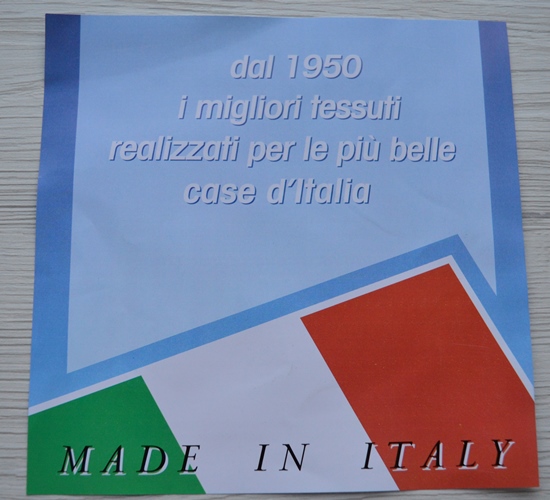 dal 1950
i migliori tessuti
realizzati per le più belle
case d'Italia
MADE IN ITALY